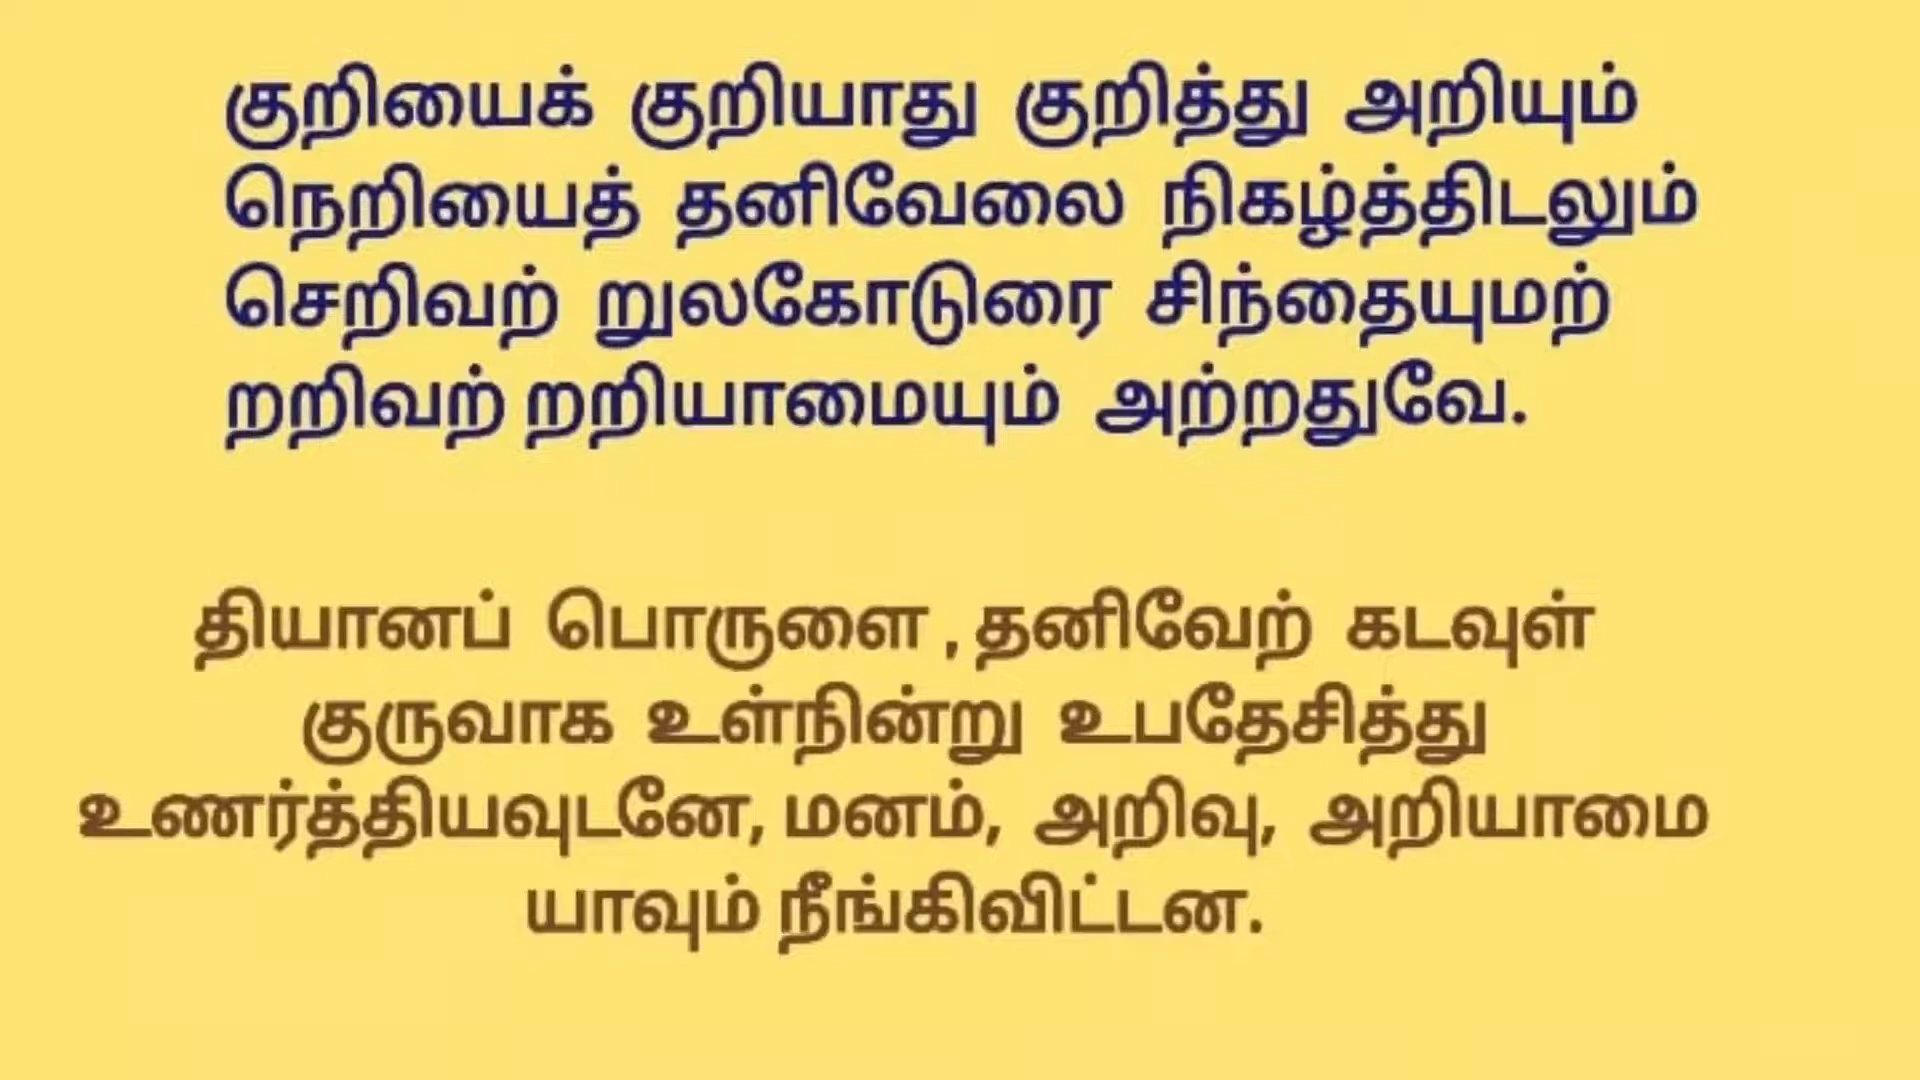 குறியைக் குறியாது குறித்து அறியும்
நெறியைத் தனிவேலை நிகழ்த்திடலும்
செறிவற் றுலகோடுரை சிந்தையுமற்
றறிவற் றறியாமையும் அற்றதுவே.
தியானப் பொருளை , தனிவேற் கடவுள்
குருவாக உள்நின்று உபதேசித்து
உணர்த்தியவுடனே, மனம், அறிவு, அறியாமை
யாவும் நீங்கிவிட்டன.